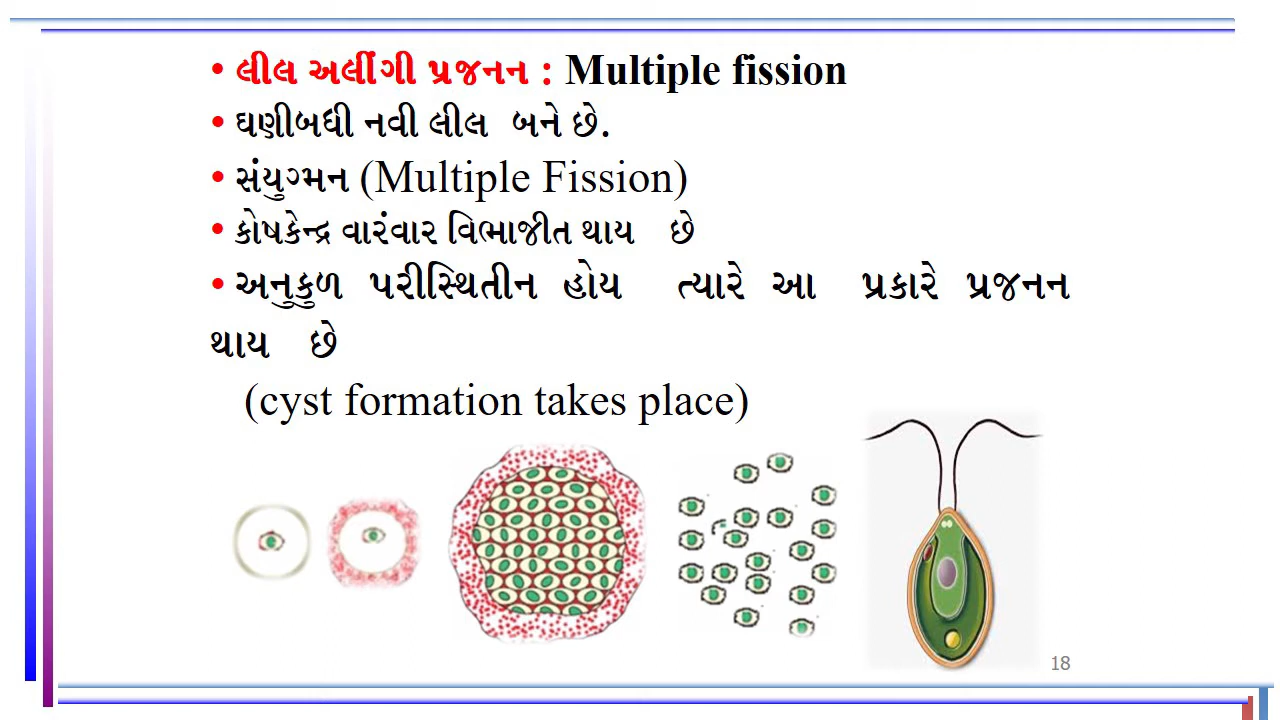 • લીલ અલીંગી પ્રજનન : Multiple fission
• ઘણીબધી નવી લીલ બને છે.
• સંયુગ્મન (Multiple Fission)
• કોષકેન્દ્ર વારંવાર વિભાજીત થાય છે
• અનુકુળ પરીસ્થિતીન હોય ત્યારે આ પ્રકારે પ્રજનન
થાય છે
(cyst formation takes place)
18